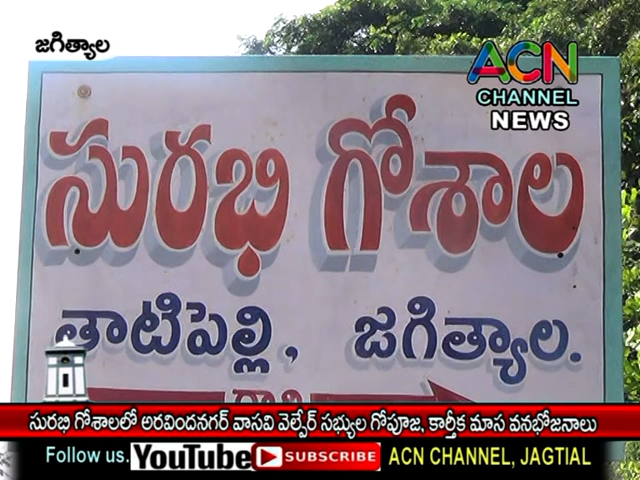 జగిత్యాల
ACN
CHANNEL
NEWS
సురభి గోశాల
తాటిపెల్లి, జగిత్యాల.
సురభి గోశాలలో అరవిందనగర్ వాసవి వెల్ఫేర్ సభ్యుల గోపూజ, కార్తీక మాస వనభోజనాలు
Follow us. YouTube SUBSCRIBE ACN CHANNEL, JAGTIAL